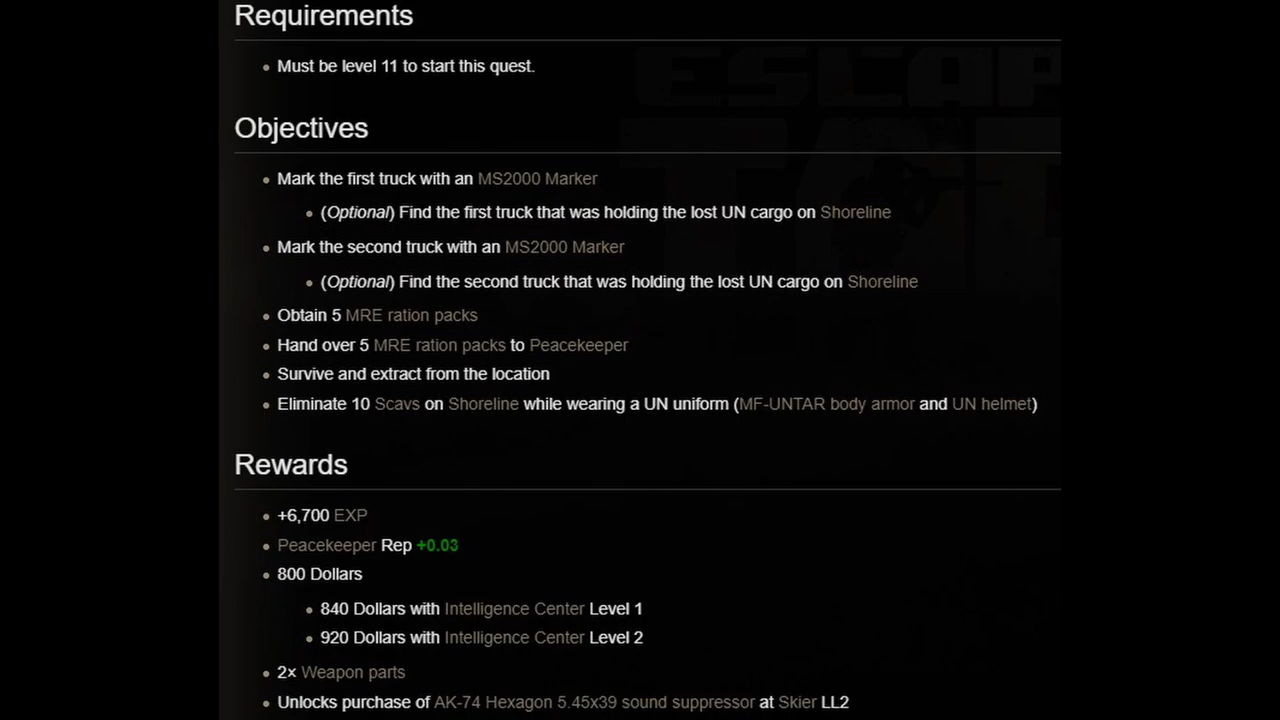 Requirements
Must be level 11 to start this quest.
Objectives
Mark the first truck with an MS2000 Marker
(Optional) Find the first truck that was holding the lost UN cargo on Shoreline
Mark the second truck with an MS2000 Marker
(Optional) Find the second truck that was holding the lost UN cargo on Shoreline
Obtain 5 MRE ration packs
Hand over 5 MRE ration packs to Peacekeeper
Survive and extract from the location
Eliminate 10 Scavs on Shoreline while wearing a UN uniform (MF-UNTAR body armor and UN helmet)
Rewards
+6,700 EXP
Peacekeeper Rep +0.03
800 Dollars
840 Dollars with Intelligence Center Level 1
920 Dollars with Intelligence Center Level 2
2× Weapon parts
Unlocks purchase of AK-74 Hexagon 5.45x39 sound suppressor at Skier LL2